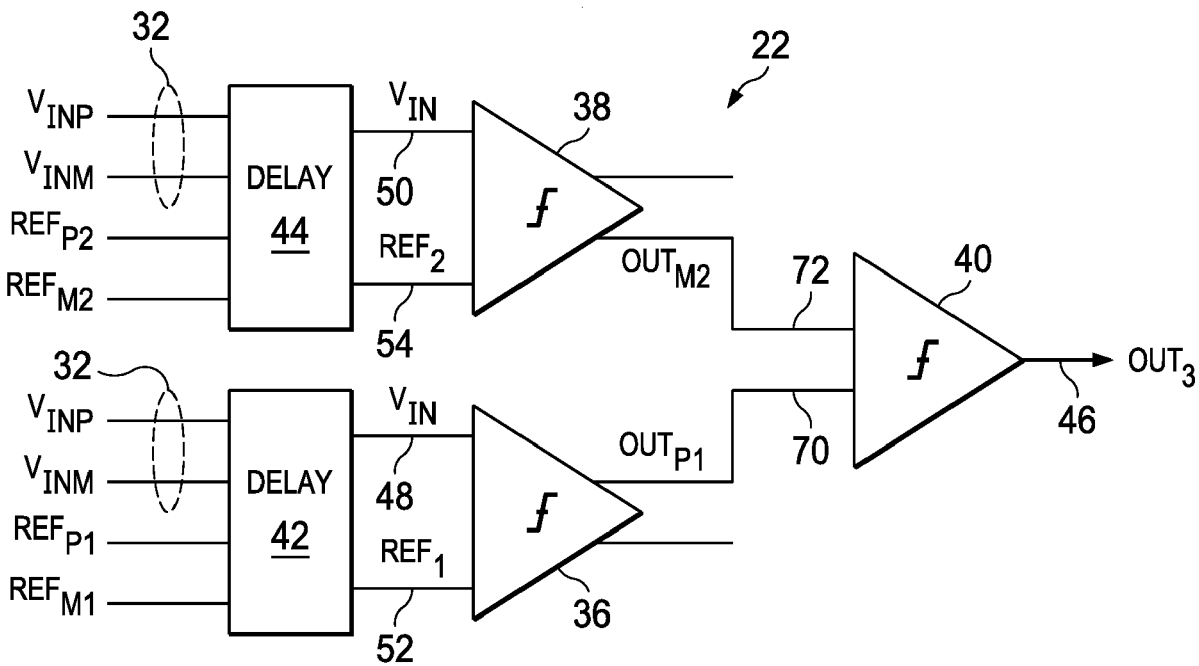 32
22
V_INP
V_IN
38
V_INM
DELAY
50
44
REF_P2
REF_2
OUT_M2
72
40
REF_M2
54
OUT_3
32
V_INP
V_IN
70
46
V_INM
DELAY
48
OUT_P1
42
REF_P1
REF_1
REF_M1
52
36